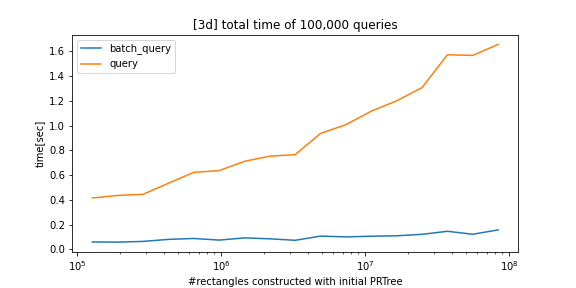 [3d] total time of 100,000 queries
batch_query
query
1.6
1.4
1.2
1.0
0.8
0.6
0.4
0.2
0.0
time[sec]
10⁵ 10⁶ 10⁷ 10⁸
#rectangles constructed with initial PRTree